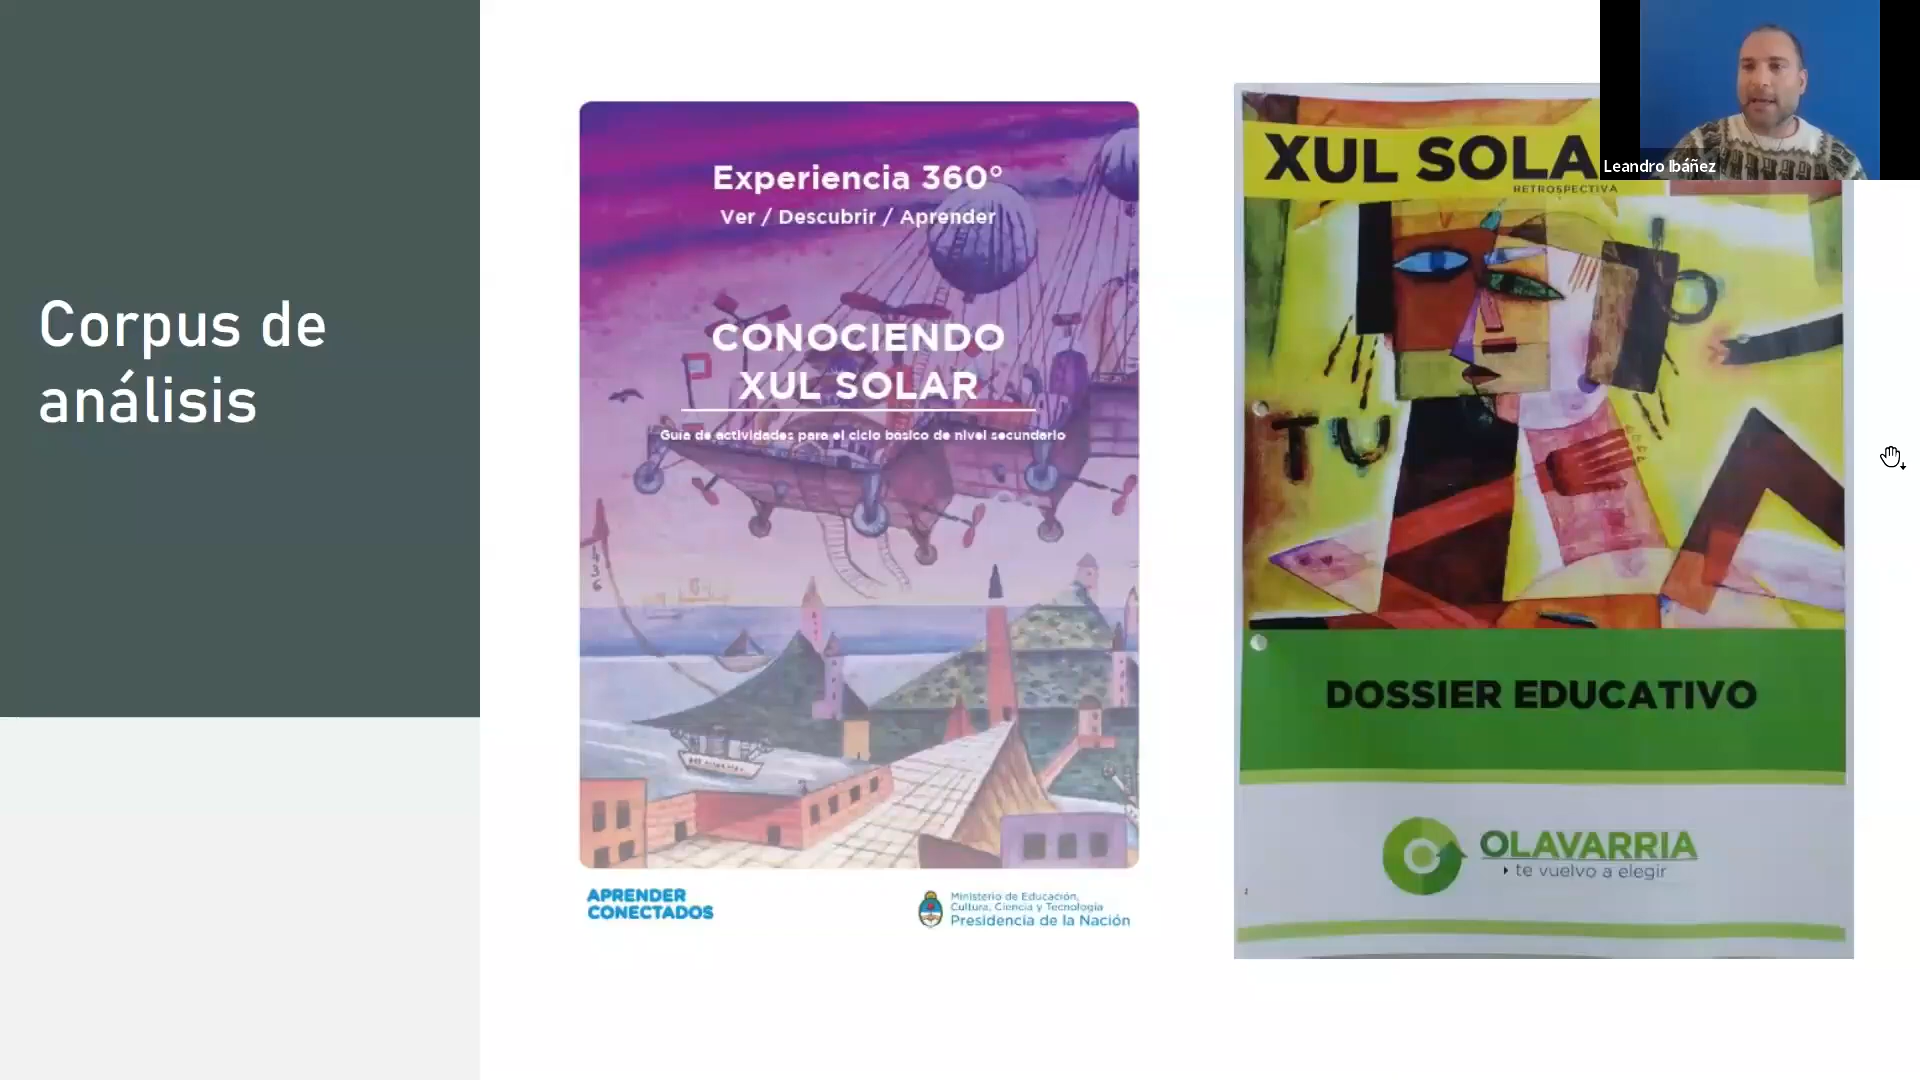 Corpus de
análisis
Experiencia 360°
Ver / Descubrir / Aprender
CONOCIENDO
XUL SOLAR
Guía de actividades para el ciclo básico de nivel secundario
APRENDER
CONECTADOS
Ministerio de Educación,
Cultura, Ciencia y Tecnología
Presidencia de la Nación
XUL SOLA
RETROSPECTIVA
TU
DOSSIER EDUCATIVO
OLAVARRIA
te vuelvo a elegir
Leandro Ibáñez